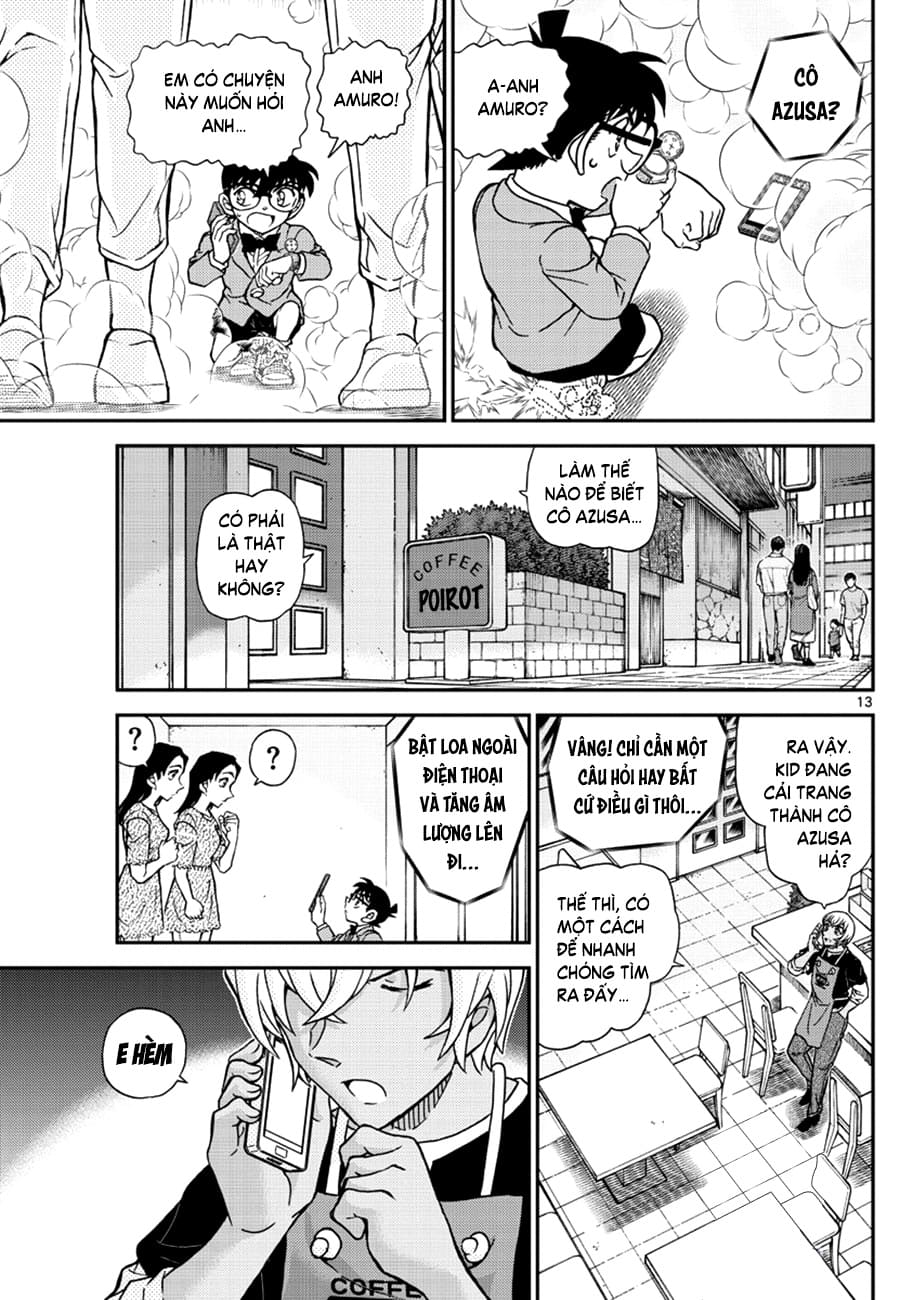 CÔ
AZUSA?
A-ANH
AMURO?
ANH
AMURO!
EM CÓ CHUYỆN
NÀY MUỐN HỎI
ANH...
LÀM THẾ
NÀO ĐỂ BIẾT
CÔ AZUSA...
CÓ PHẢI
LÀ THẬT
HAY
KHÔNG?
COFFEE
POIROT
13
RA VẬY.
KID ĐANG
CẢI TRANG
THÀNH CÔ
AZUSA
HẢ?
VÂNG! CHỈ CẦN MỘT
CÂU HỎI HAY BẤT
CỨ ĐIỀU GÌ THÔI...
THẾ THÌ, CÓ
MỘT CÁCH
ĐỂ NHANH
CHÓNG TÌM
RA ĐẤY...
BẬT LOA NGOÀI
ĐIỆN THOẠI
VÀ TĂNG ÂM
LƯỢNG LÊN
ĐI...
?
?
E HÈM
COFFE